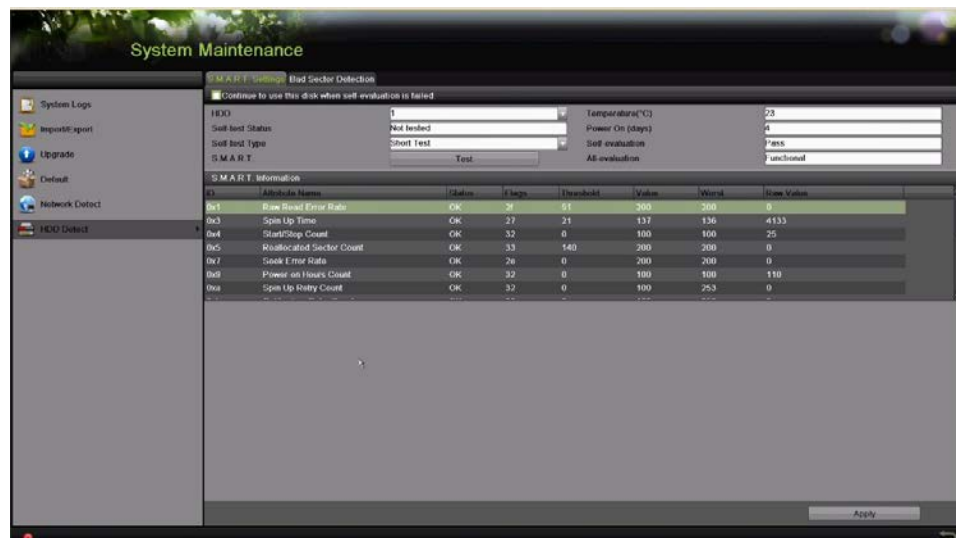 System Maintenance
S.M.A.R.T. Settings Bad Sector Detection
Continue to use this disk when self-evaluation is failed.
System Logs
Import/Export
Upgrade
Default
Network Detect
HDD Detect
HDD 1 Temperature(°C) 23
Self-test Status Not tested Power On (days) 4
Self-test Type Short Test Self-evaluation Pass
S.M.A.R.T. Test All-evaluation Functional
S.M.A.R.T. Information
ID Attribute Name Status Flags Threshold Value Worst Raw Value
0x1 Raw Read Error Rate OK 2f 51 200 200 0
0x3 Spin Up Time OK 27 21 137 136 4133
0x4 Start/Stop Count OK 32 0 100 100 25
0x5 Reallocated Sector Count OK 33 140 200 200 0
0x7 Seek Error Rate OK 2e 0 200 200 0
0x9 Power-on Hours Count OK 32 0 100 100 110
0xa Spin Up Retry Count OK 32 0 100 253 0
Apply